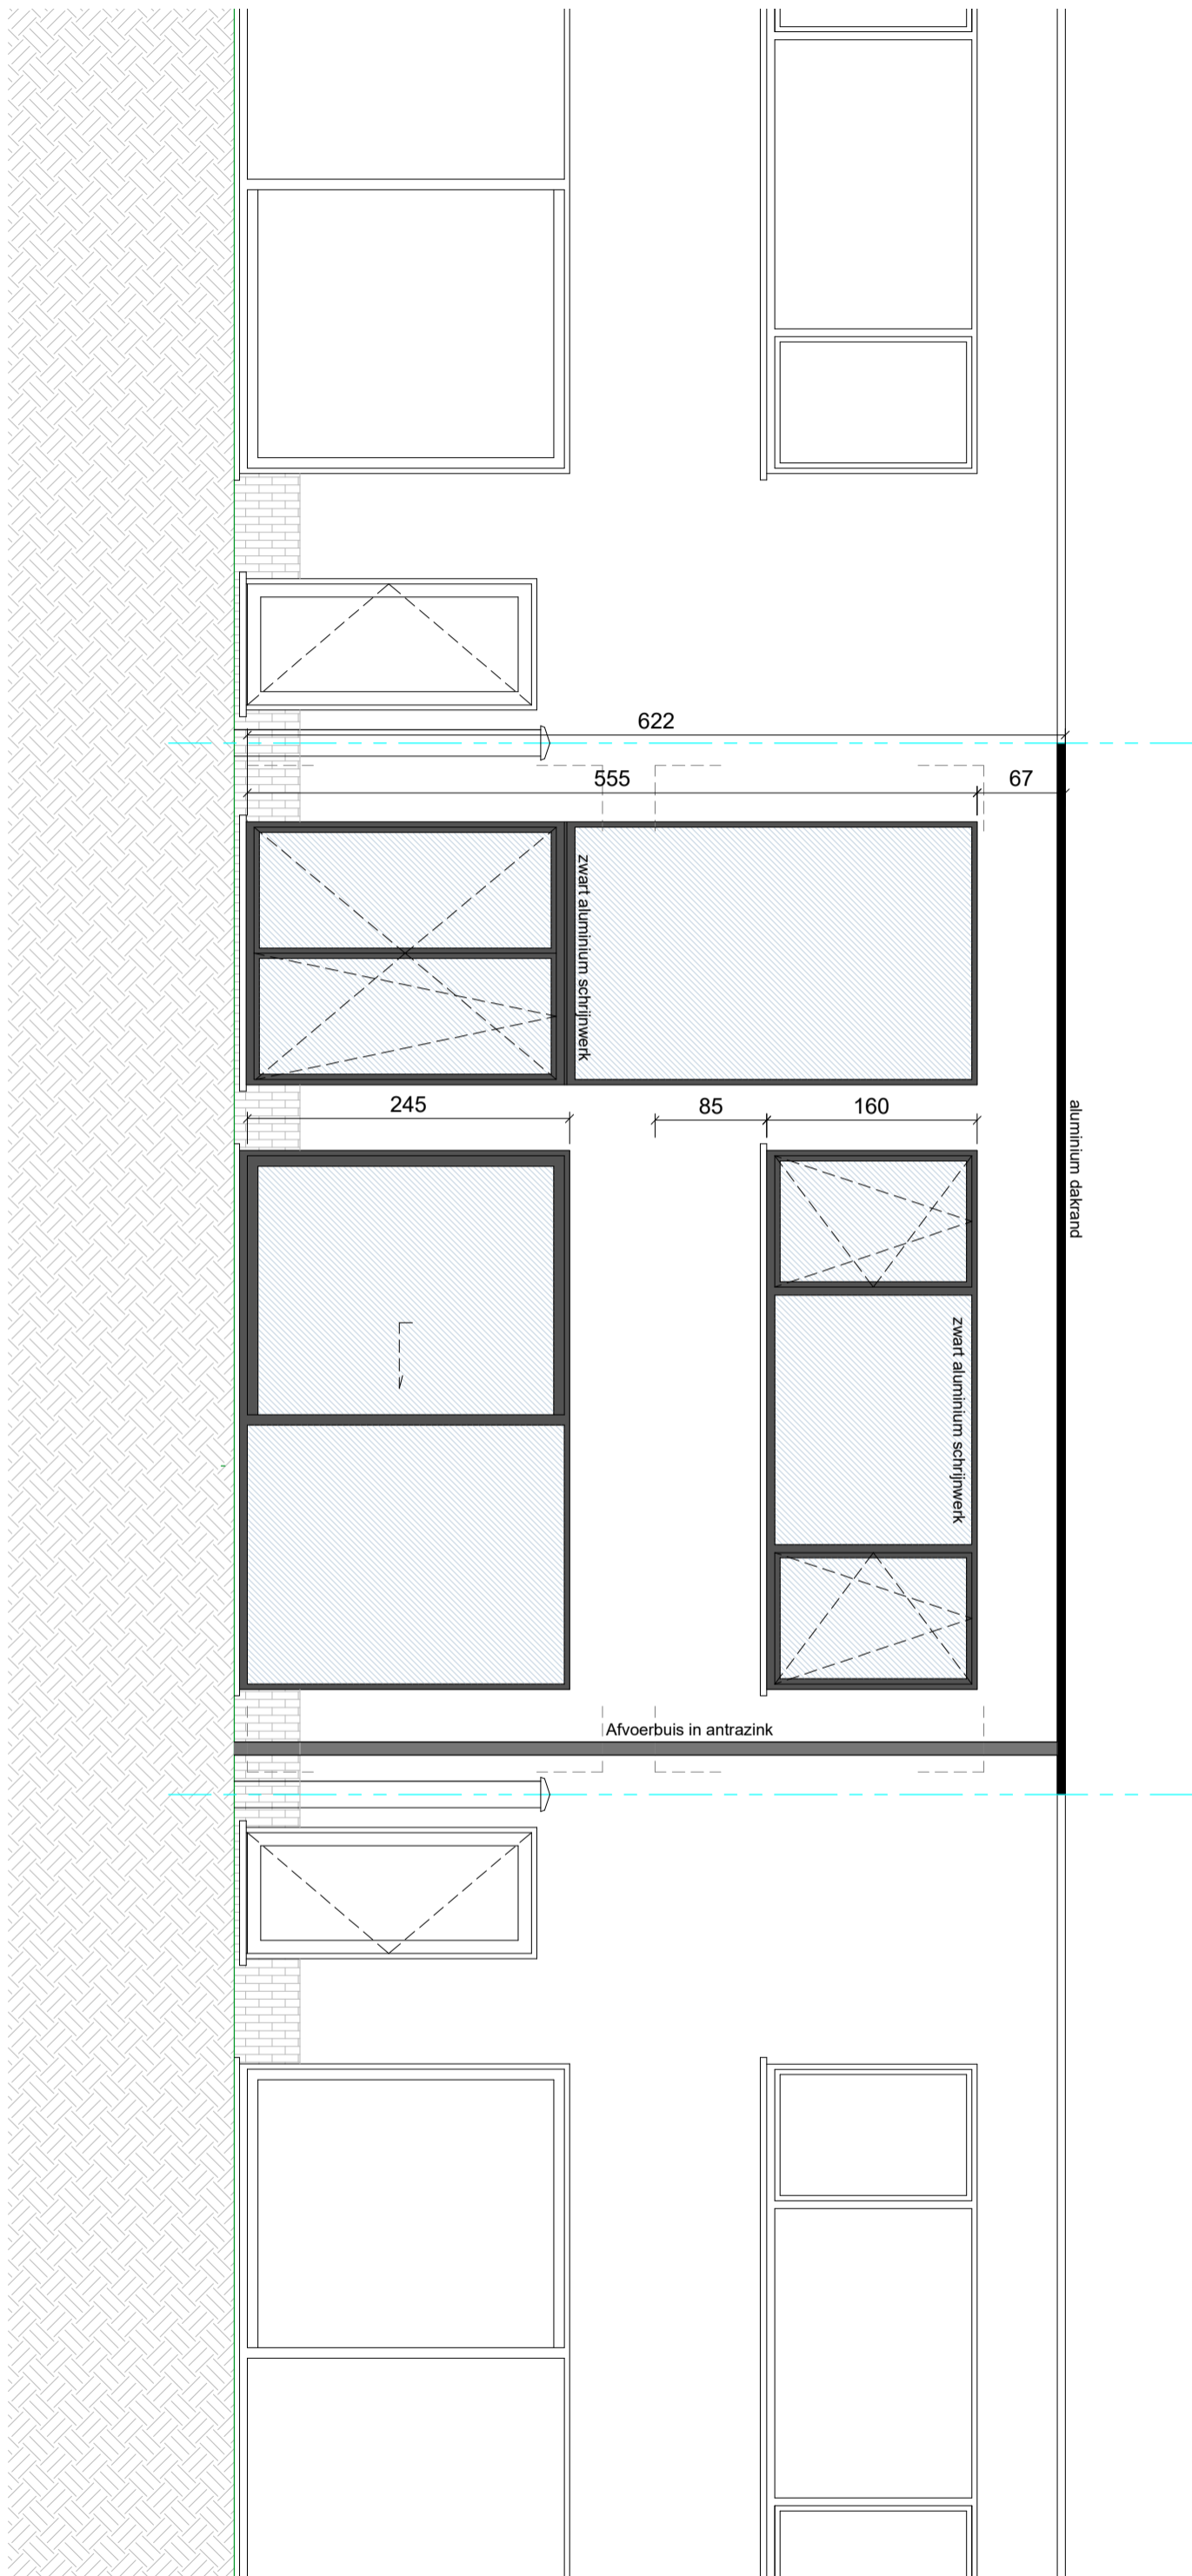 622
555
67
zwart aluminium schrijnwerk
245
85
160
aluminium dakrand
zwart aluminium schrijnwerk
Afvoerbuis in antrazink